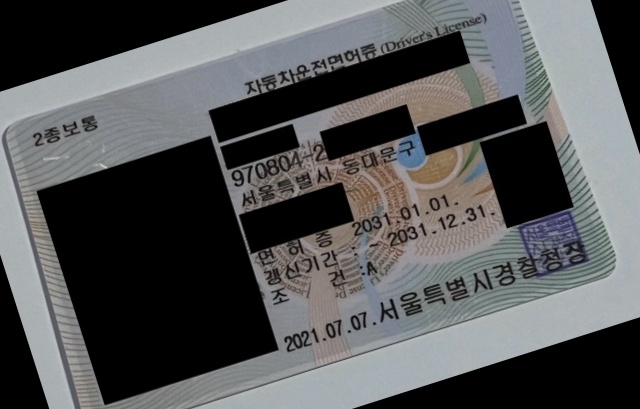 자동차운전면허증 (Driver's License)
2종보통
970804-2
서울특별시 동대문구
면 허 증 2031.01.01.
갱신기간 : ~ 2031.12.31.
조 건 :A
2021.07.07. 서울특별시경찰청장